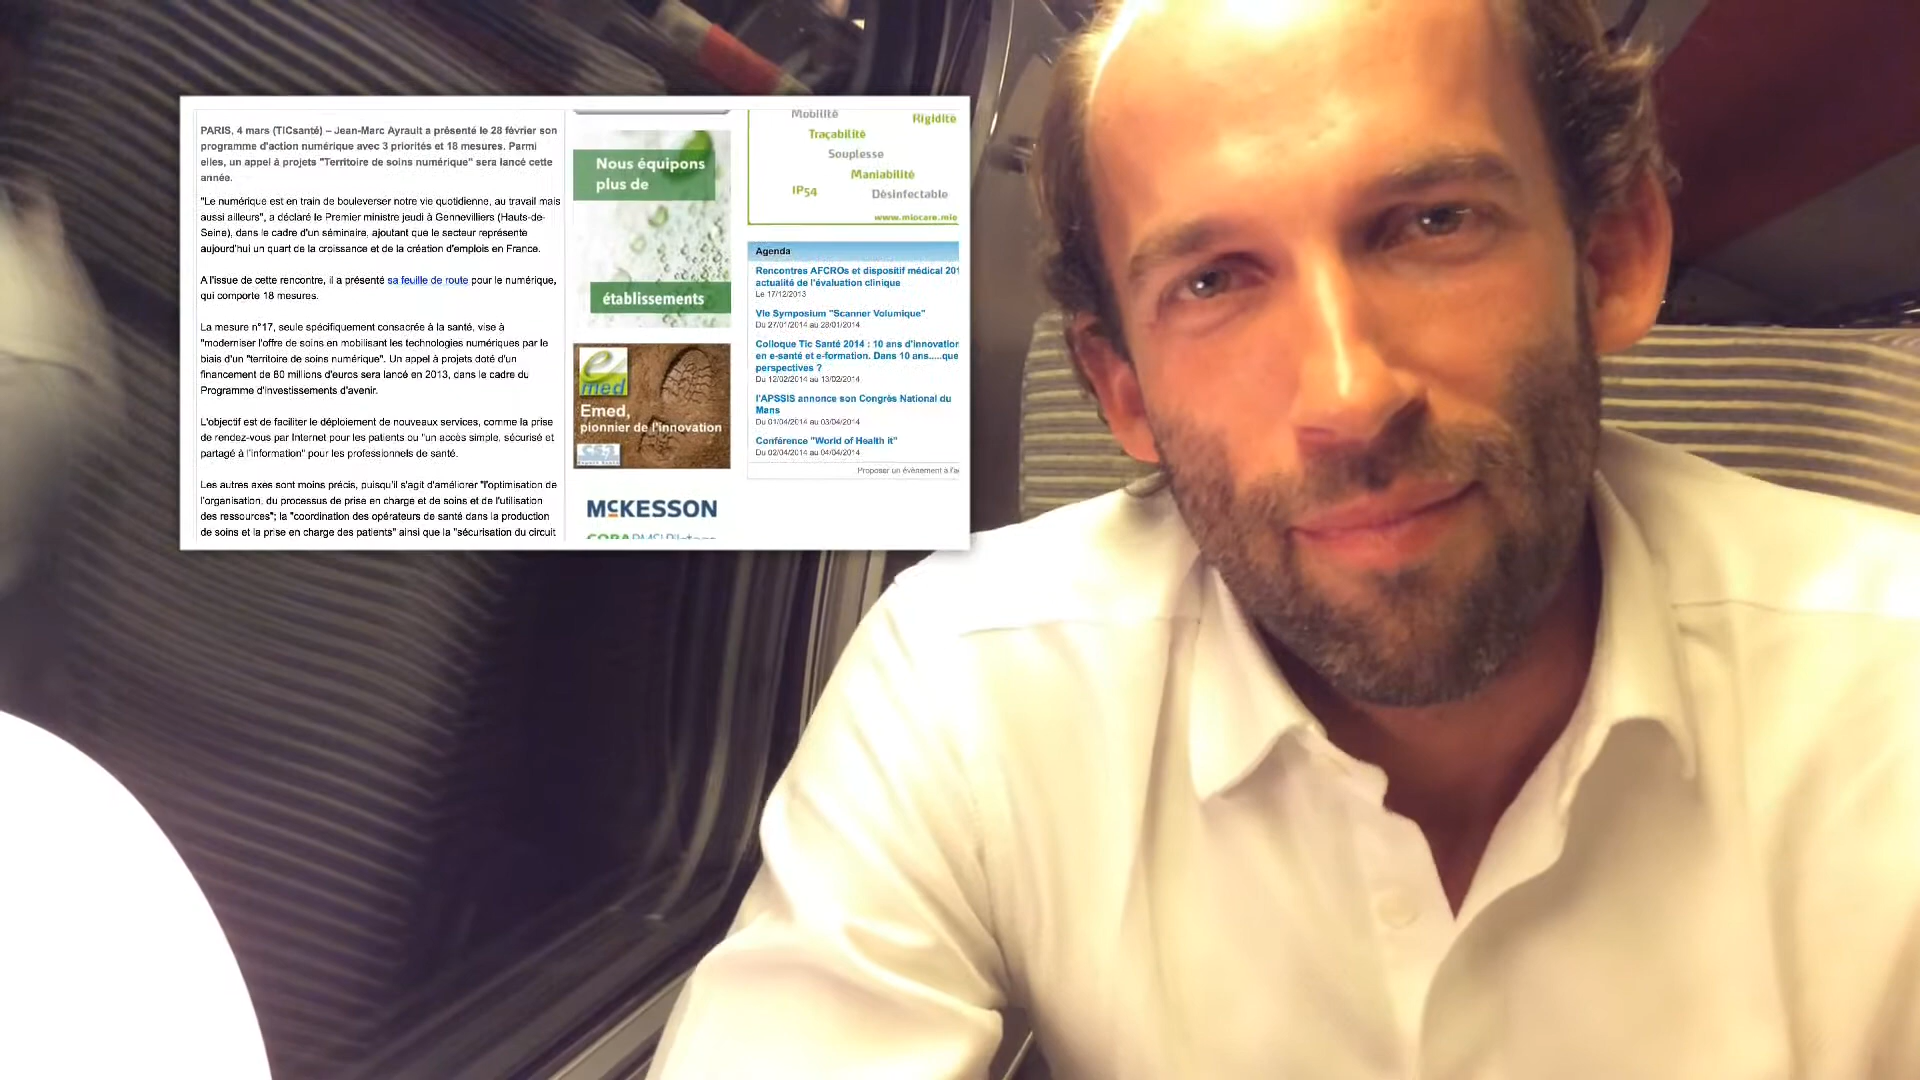 PARIS, 4 mars (TICsanté) – Jean-Marc Ayrault a présenté le 28 février son
programme d'action numérique avec 3 priorités et 18 mesures. Parmi
elles, un appel à projets "Territoire de soins numérique" sera lancé cette
année.
"Le numérique est en train de bouleverser notre vie quotidienne, au travail mais
aussi ailleurs", a déclaré le Premier ministre jeudi à Gennevilliers (Hauts-de-
Seine), dans le cadre d'un séminaire, ajoutant que le secteur représente
aujourd'hui un quart de la croissance et de la création d'emplois en France.
A l'issue de cette rencontre, il a présenté sa feuille de route pour le numérique,
qui comporte 18 mesures.
La mesure n°17, seule spécifiquement consacrée à la santé, vise à
"moderniser l'offre de soins en mobilisant les technologies numériques par le
biais d'un "territoire de soins numérique". Un appel à projets doté d'un
financement de 80 millions d'euros sera lancé en 2013, dans le cadre du
Programme d'investissements d'avenir.
L'objectif est de faciliter le déploiement de nouveaux services, comme la prise
de rendez-vous par Internet pour les patients ou "un accès simple, sécurisé et
partagé à l'information" pour les professionnels de santé.
Les autres axes sont moins précis, puisqu'il s'agit d'améliorer "l'optimisation de
l'organisation, du processus de prise en charge et de soins et de l'utilisation
des ressources"; la "coordination des opérateurs de santé dans la production
de soins et la prise en charge des patients" ainsi que la "sécurisation du circuit
Nous équipons
plus de
établissements
emed
Emed,
pionnier de l'innovation
MCKESSON
Mobilité
Rigidité
Traçabilité
Souplesse
Maniabilité
IP54
Désinfectable
www.miocare.mio
Agenda
Rencontres AFCROs et dispositif médical 201
actualité de l'évaluation clinique
Le 17/12/2013
VIe Symposium "Scanner Volumique"
Du 27/01/2014 au 28/01/2014
Colloque Tic Santé 2014 : 10 ans d'innovation
en e-santé et e-formation. Dans 10 ans.....que
perspectives ?
Du 12/02/2014 au 13/02/2014
l'APSSIS annonce son Congrès National du
Mans
Du 01/04/2014 au 03/04/2014
Conférence "World of Health it"
Du 02/04/2014 au 04/04/2014
Proposer un événement à l'a